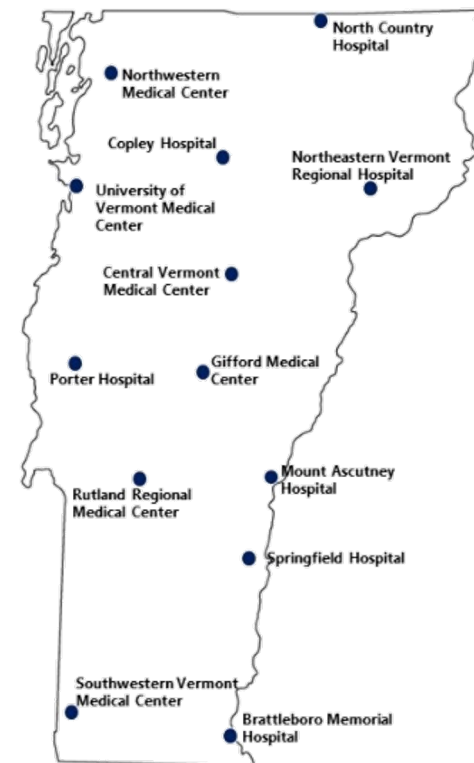 North Country
Hospital
Northwestern
Medical Center
Copley Hospital
Northeastern Vermont
Regional Hospital
University of
Vermont Medical
Center
Central Vermont
Medical Center
Gifford Medical
Center
Porter Hospital
Mount Ascutney
Hospital
Rutland Regional
Medical Center
Springfield Hospital
Southwestern Vermont
Medical Center
Brattleboro Memorial
Hospital